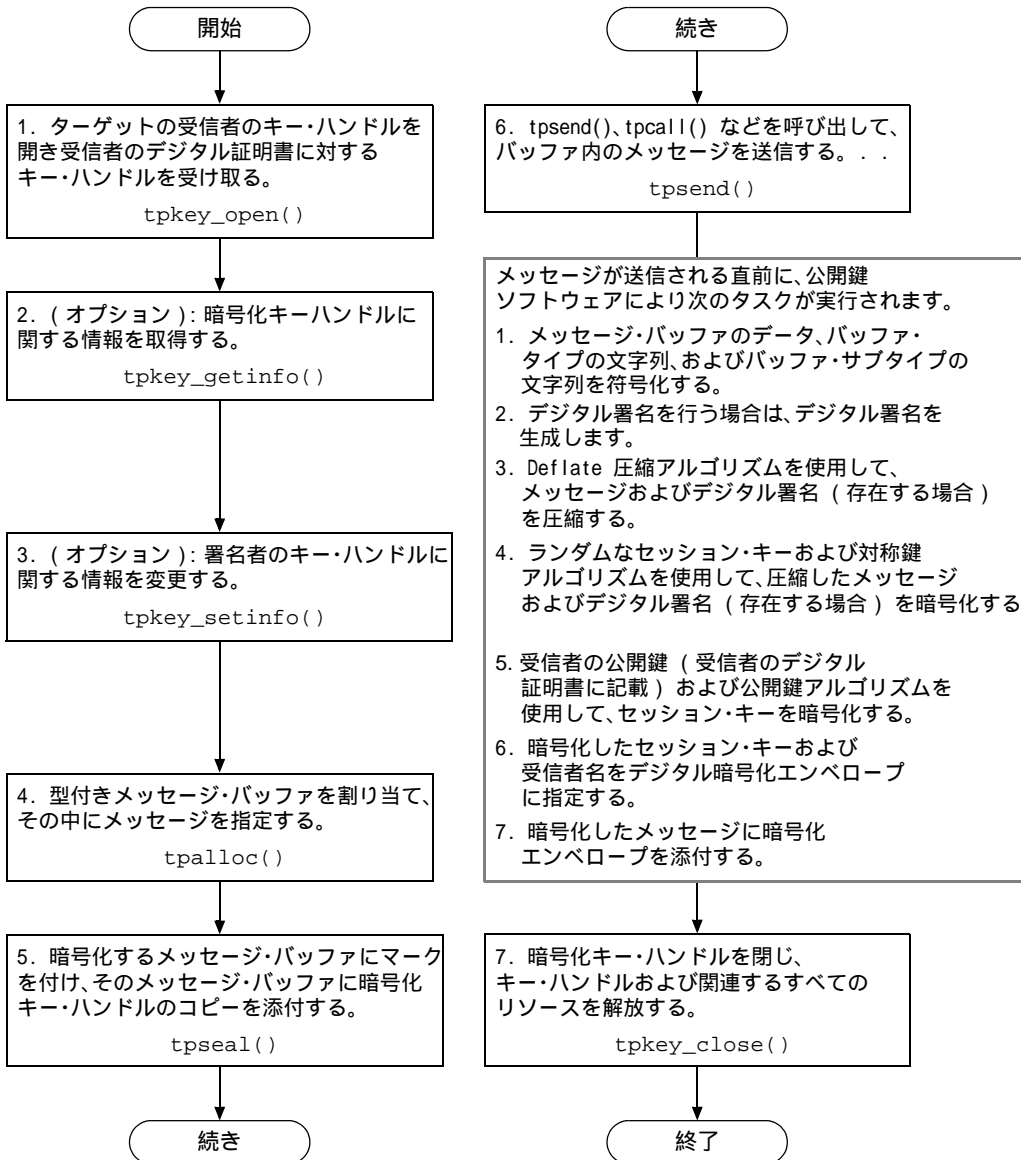 開始
1. ターゲットの受信者のキー・ハンドルを
開き受信者のデジタル証明書に対する
キー・ハンドルを受け取る。
tpkey_open()
2. (オプション): 暗号化キーハンドルに
関する情報を取得する。
tpkey_getinfo()
3. (オプション): 署名者のキー・ハンドルに
関する情報を変更する。
tpkey_setinfo()
4. 型付きメッセージ・バッファを割り当て、
その中にメッセージを指定する。
tpalloc()
5. 暗号化するメッセージ・バッファにマーク
を付け、そのメッセージ・バッファに暗号化
キー・ハンドルのコピーを添付する。
tpseal()
続き
続き
6. tpsend()、tpcall() などを呼び出して、
バッファ内のメッセージを送信する。. .
tpsend()
メッセージが送信される直前に、公開鍵
ソフトウェアにより次のタスクが実行されます。
1. メッセージ・バッファのデータ、バッファ・
タイプの文字列、およびバッファ・サブタイプの
文字列を符号化する。
2. デジタル署名を行う場合は、デジタル署名を
生成します。
3. Deflate 圧縮アルゴリズムを使用して、
メッセージおよびデジタル署名 (存在する場合)
を圧縮する。
4. ランダムなセッション・キーおよび対称鍵
アルゴリズムを使用して、圧縮したメッセージ
およびデジタル署名 (存在する場合) を暗号化する
5. 受信者の公開鍵 (受信者のデジタル
証明書に記載) および公開鍵アルゴリズムを
使用して、セッション・キーを暗号化する。
6. 暗号化したセッション・キーおよび
受信者名をデジタル暗号化エンベロープ
に指定する。
7. 暗号化したメッセージに暗号化
エンベロープを添付する。
7. 暗号化キー・ハンドルを閉じ、
キー・ハンドルおよび関連するすべての
リソースを解放する。
tpkey_close()
終了